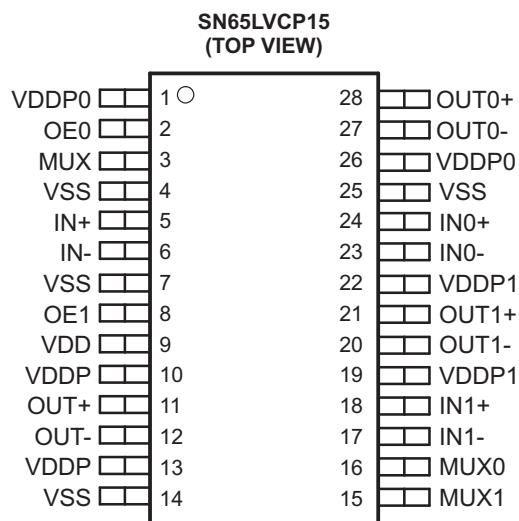 SN65LVCP15
(TOP VIEW)
VDDP0 1 28 OUT0+
OE0 2 27 OUT0-
MUX 3 26 VDDP0
VSS 4 25 VSS
IN+ 5 24 IN0+
IN- 6 23 IN0-
VSS 7 22 VDDP1
OE1 8 21 OUT1+
VDD 9 20 OUT1-
VDDP 10 19 VDDP1
OUT+ 11 18 IN1+
OUT- 12 17 IN1-
VDDP 13 16 MUX0
VSS 14 15 MUX1